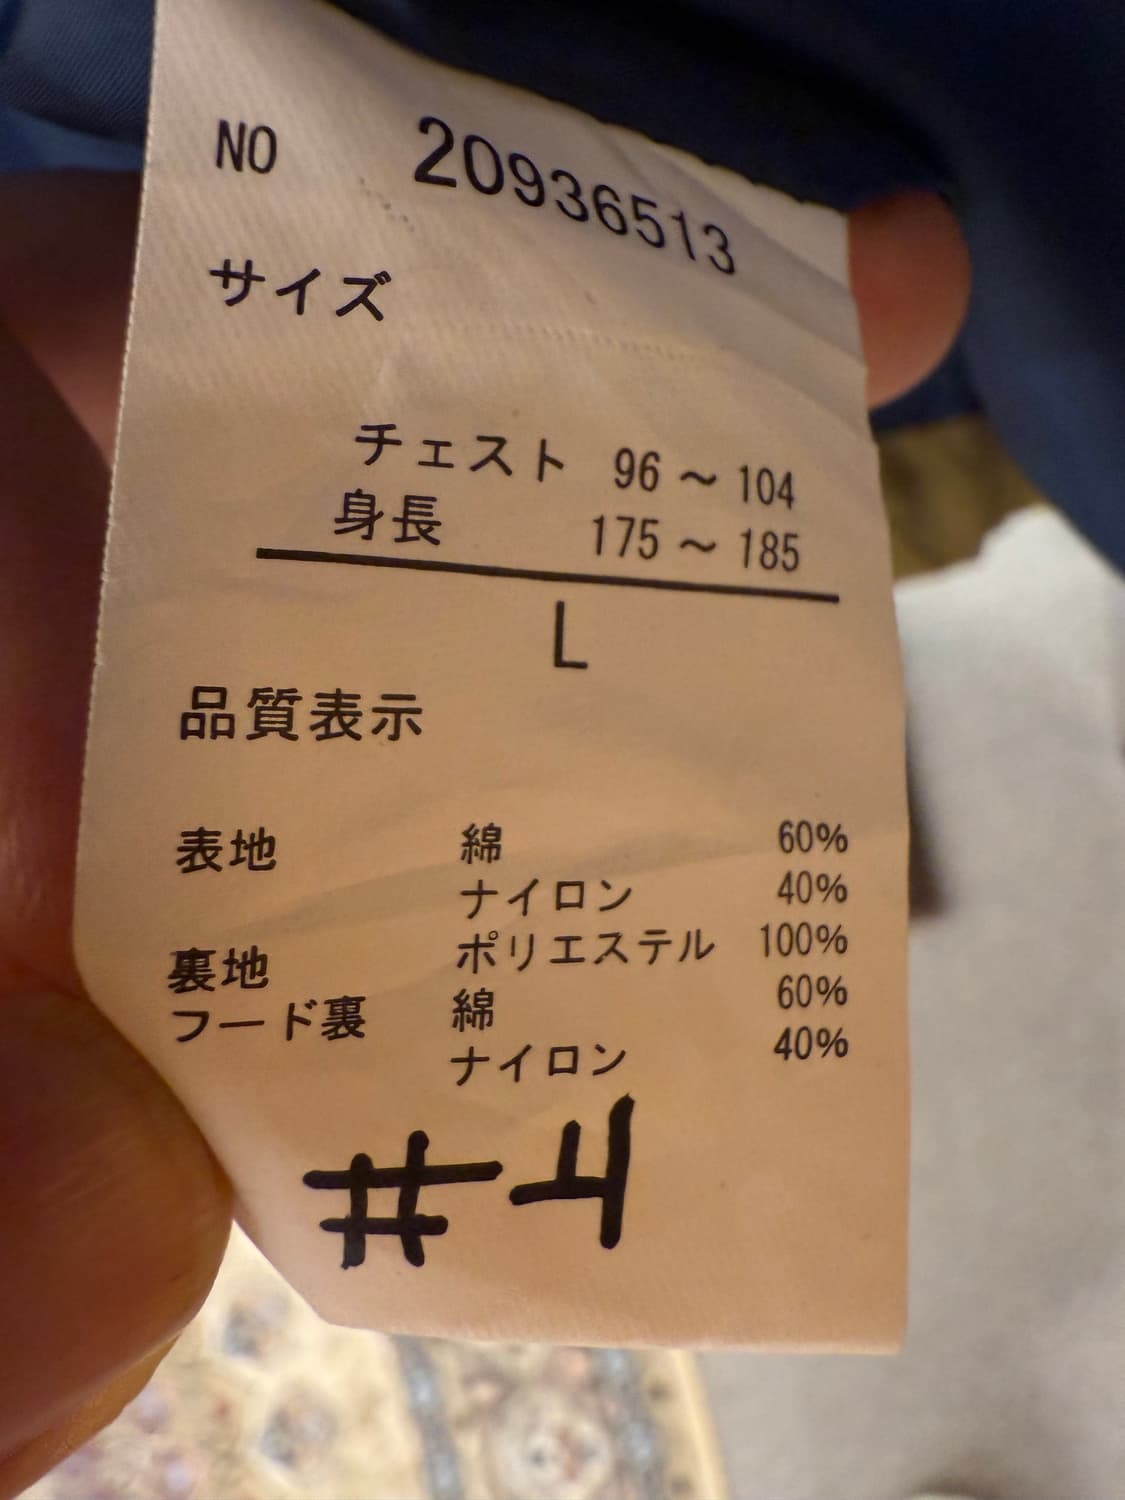 NO 20936513
サイズ
チェスト 96 ～ 104
身長 175 ～ 185
L
品質表示
表地 綿 60%
ナイロン 40%
裏地 ポリエステル 100%
フード裏 綿 60%
ナイロン 40%
井上